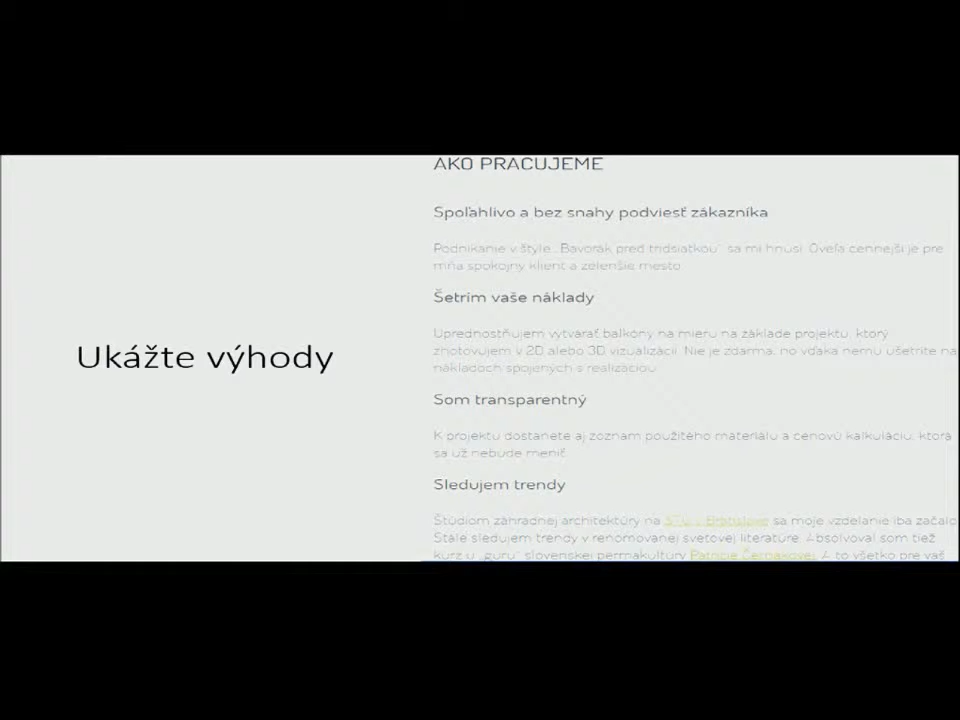 Ukážte výhody
AKO PRACUJEME
Spoľahlivo a bez snahy podviesť zákazníka
Podnikanie v štýle „Bavorák pred tridsiatkou“ sa mi hnusí. Oveľa cennejší je pre
mňa spokojný klient a zelenšie mesto.
Šetrím vaše náklady
Uprednostňujem vytvárať balkóny na mieru na základe projektu, ktorý
zhotovujem v 2D alebo 3D vizualizácií. Nie je zdarma, no vďaka nemu ušetríte na
nákladoch spojených s realizáciou.
Som transparentný
K projektu dostanete aj zoznam použitého materiálu a cenovú kalkuláciu, ktorá
sa už nebude meniť.
Sledujem trendy
Štúdiom záhradnej architektúry na STU v Bratislave sa moje vzdelanie iba začalo.
Stále sledujem trendy v renomovanej svetovej literatúre. Absolvoval som tiež
kurz u „guru“ slovenskej permakultúry Patrície Černákovej. A to všetko pre váš